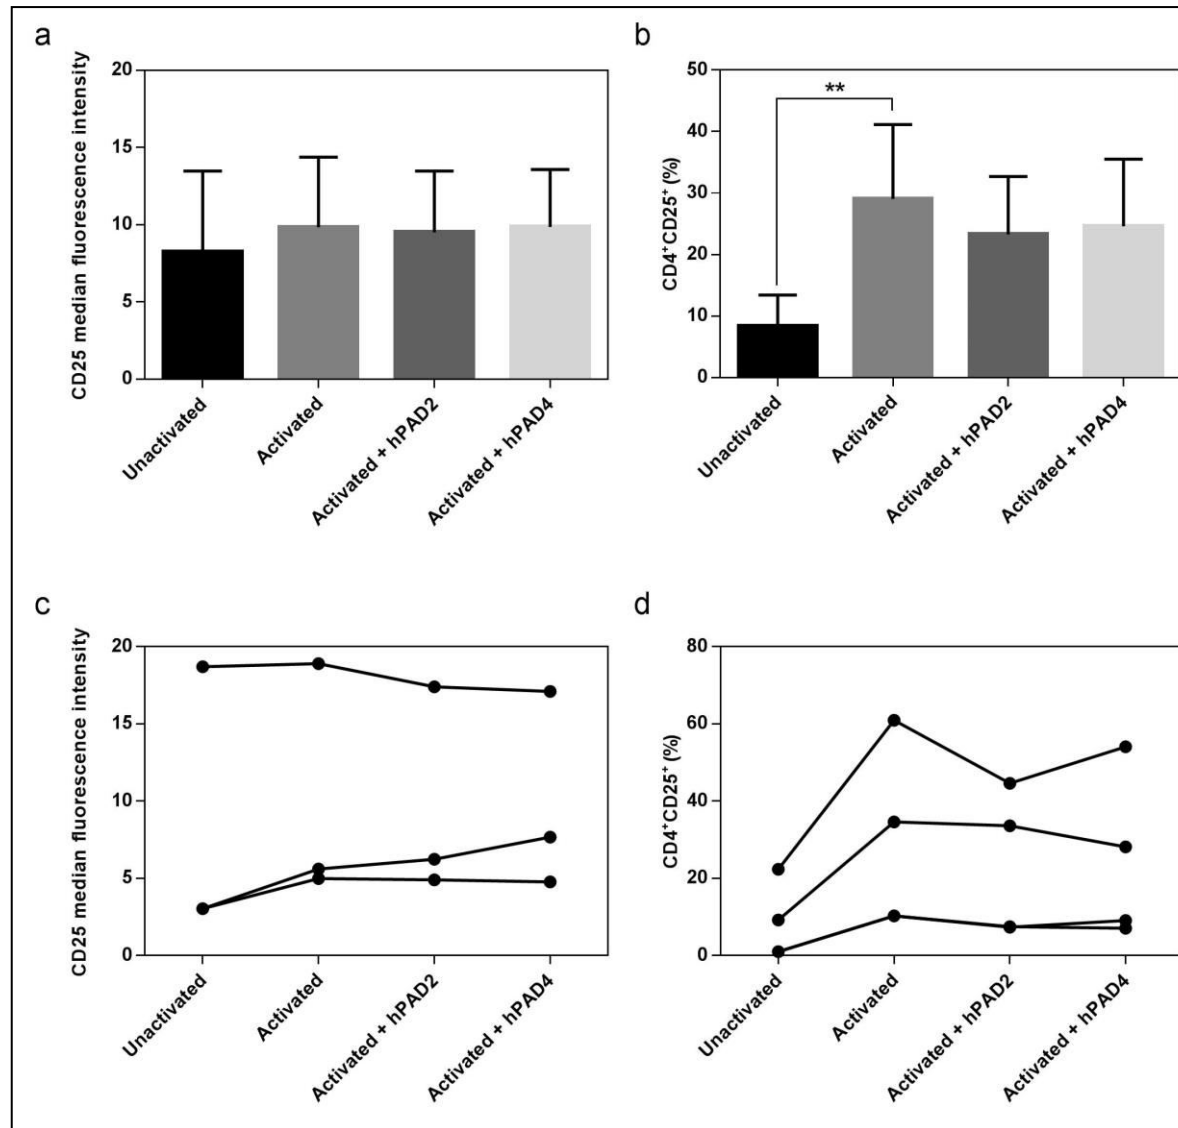 a
CD25 median fluorescence intensity
20
15
10
5
0
Unactivated
Activated
Activated + hPAD2
Activated + hPAD4
b
CD4⁺CD25⁺ (%)
50
40
30
20
10
0
**
Unactivated
Activated
Activated + hPAD2
Activated + hPAD4
c
CD25 median fluorescence intensity
20
15
10
5
0
Unactivated
Activated
Activated + hPAD2
Activated + hPAD4
d
CD4⁺CD25⁺ (%)
80
60
40
20
0
Unactivated
Activated
Activated + hPAD2
Activated + hPAD4